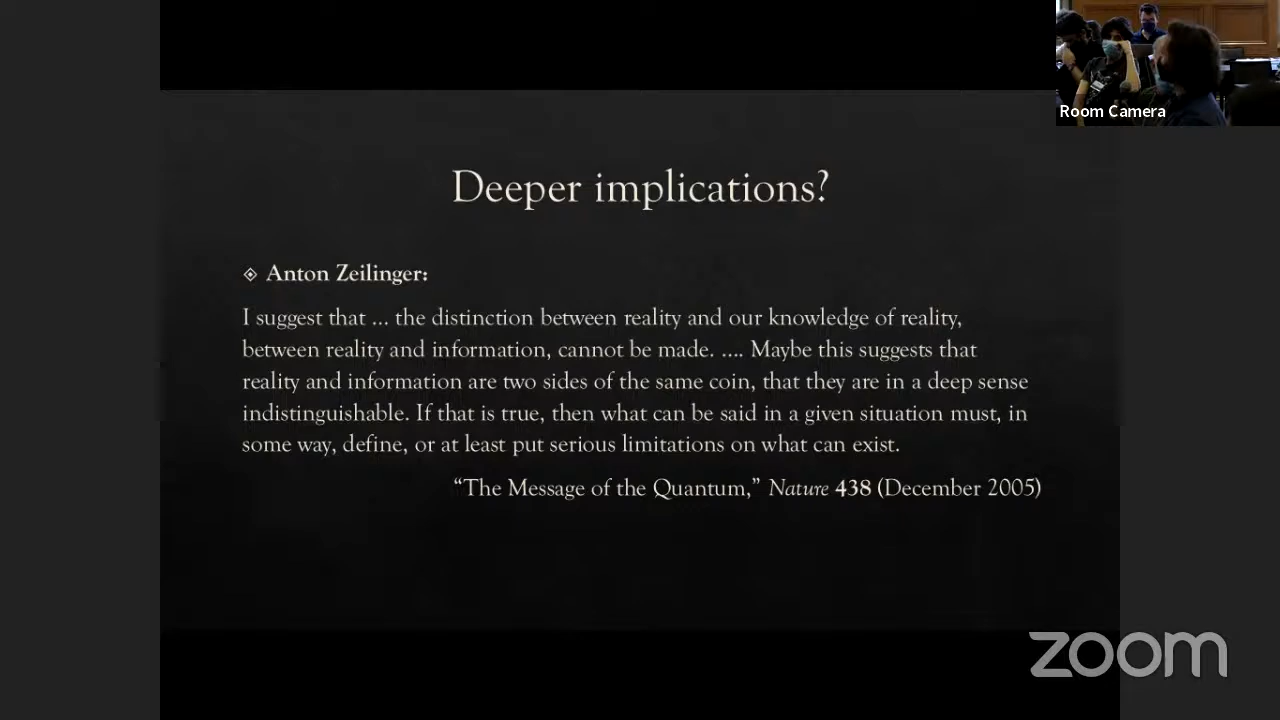 Room Camera
Deeper implications?
Anton Zeilinger:
I suggest that ... the distinction between reality and our knowledge of reality,
between reality and information, cannot be made. .... Maybe this suggests that
reality and information are two sides of the same coin, that they are in a deep sense
indistinguishable. If that is true, then what can be said in a given situation must, in
some way, define, or at least put serious limitations on what can exist.
“The Message of the Quantum,” Nature 438 (December 2005)
zoom